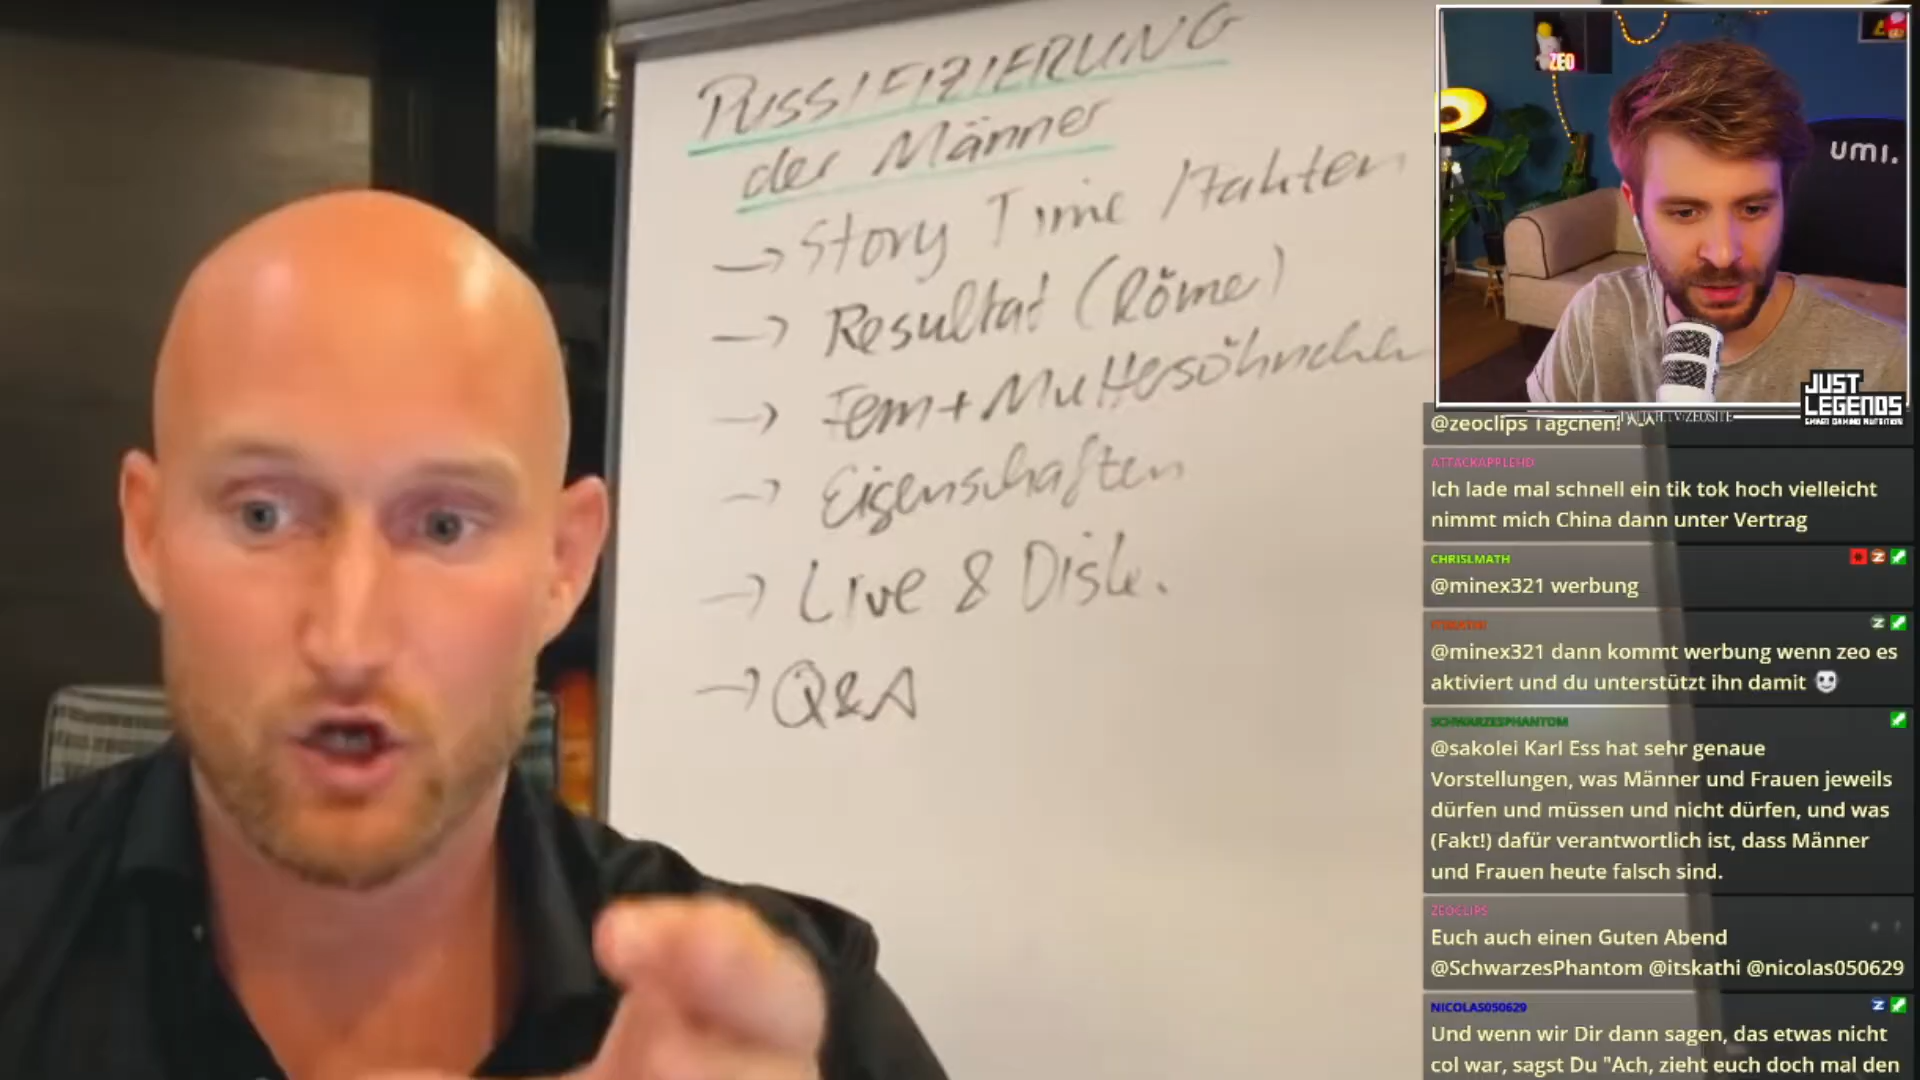 PUSSIFIZIERUNG
der Männer
→ Story Time / Fakten
→ Resultat (Röme)
→ Fem + Muttersöhnchen
→ Eigenschaften
→ Live & Disk.
→ Q&A
ZEO
umi.
JUST
LEGENDS
@zeoclips Tagchen! ^-^
ATTACKAPPLEHD
Ich lade mal schnell ein tik tok hoch vielleicht
nimmt mich China dann unter Vertrag
CHRISLMATH
@minex321 werbung
ITSKATHI
@minex321 dann kommt werbung wenn zeo es
aktiviert und du unterstützt ihn damit
SCHWARZESPHANTOM
@sakolei Karl Ess hat sehr genaue
Vorstellungen, was Männer und Frauen jeweils
dürfen und müssen und nicht dürfen, und was
(Fakt!) dafür verantwortlich ist, dass Männer
und Frauen heute falsch sind.
ZEOCLIPS
Euch auch einen Guten Abend
@SchwarzesPhantom @itskathi @nicolas050629
NICOLAS050629
Und wenn wir Dir dann sagen, das etwas nicht
col war, sagst Du "Ach, zieht euch doch mal den